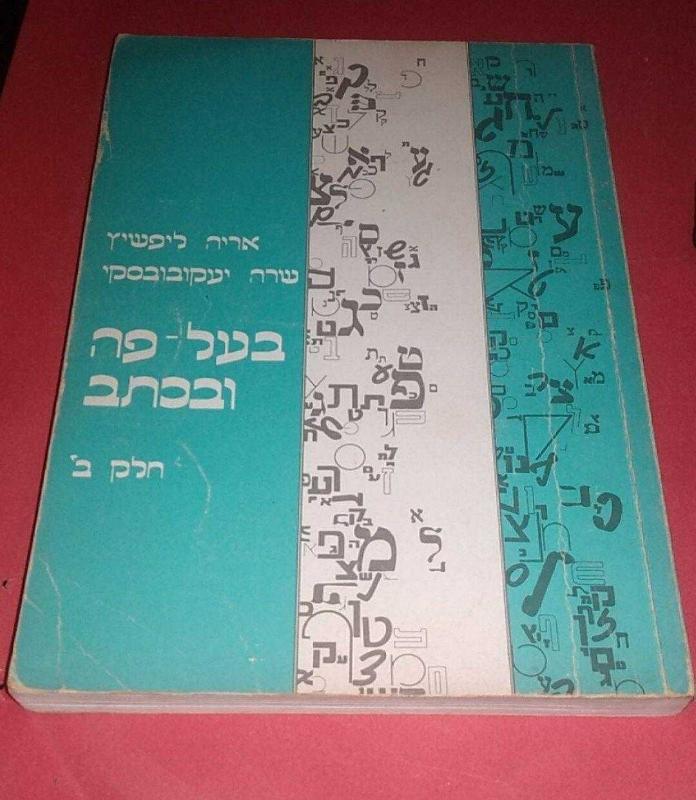 אריה ליפשיץ
שרה יעקובובסקי
בעל-פה
ובכתב
חלק ב'